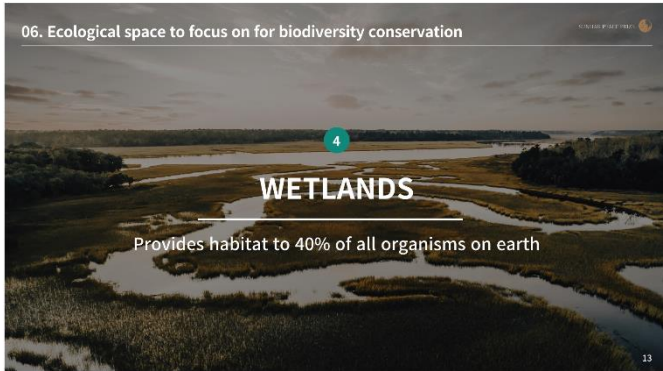 06. Ecological space to focus on for biodiversity conservation
4
WETLANDS
Provides habitat to 40% of all organisms on earth
13